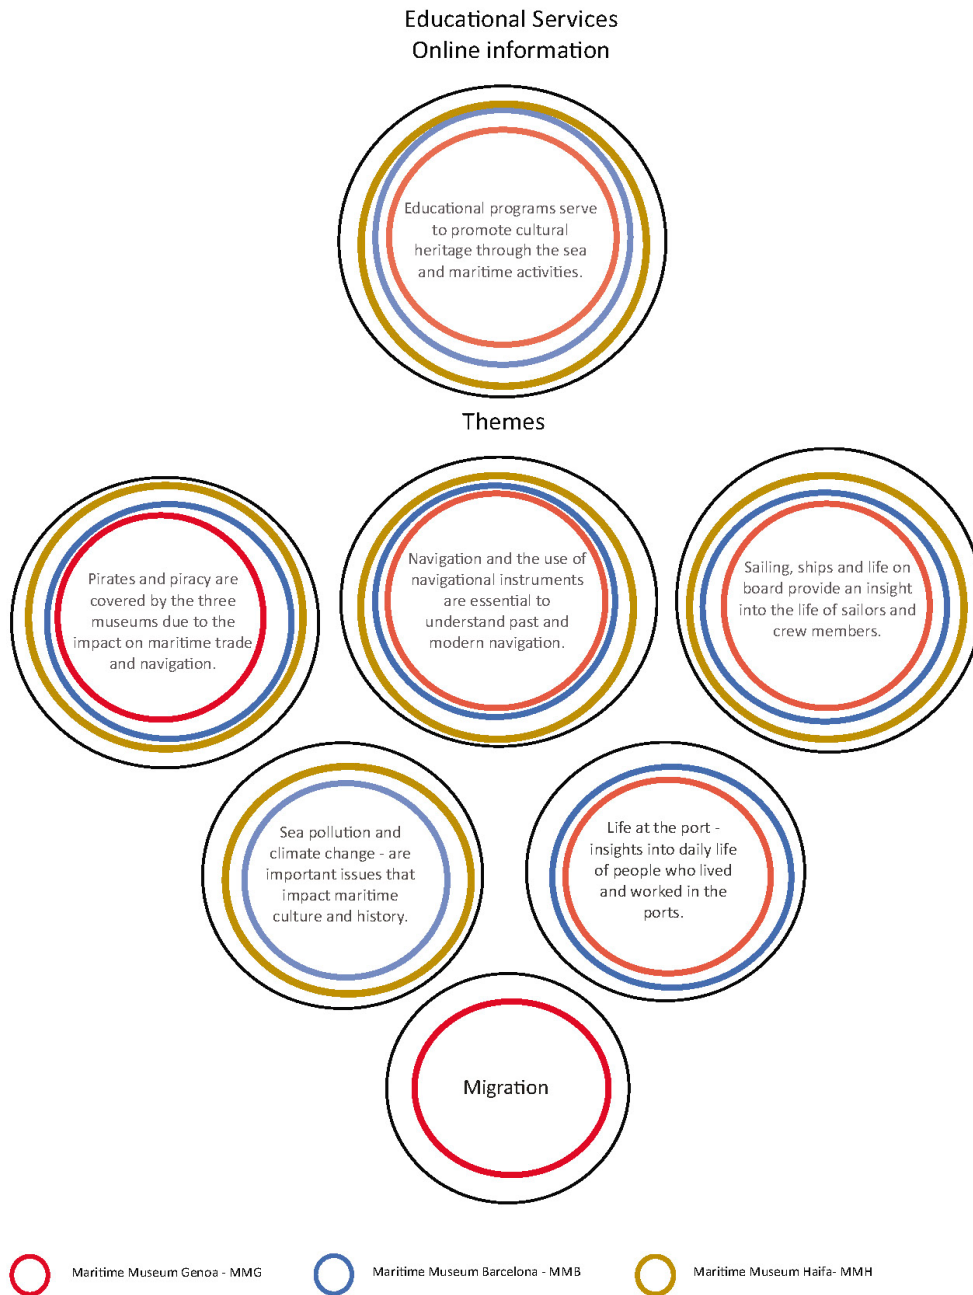 Educational Services
Online information
Educational programs serve
to promote cultural
heritage through the sea
and maritime activities.
Themes
Pirates and piracy are
covered by the three
museums due to the
impact on maritime trade
and navigation.
Navigation and the use of
navigational instruments
are essential to
understand past and
modern navigation.
Sailing, ships and life on
board provide an insight
into the life of sailors and
crew members.
Sea pollution and
climate change - are
important issues that
impact maritime
culture and history.
Life at the port -
insights into daily life
of people who lived
and worked in the
ports.
Migration
Maritime Museum Genoa - MMG
Maritime Museum Barcelona - MMB
Maritime Museum Haifa- MMH